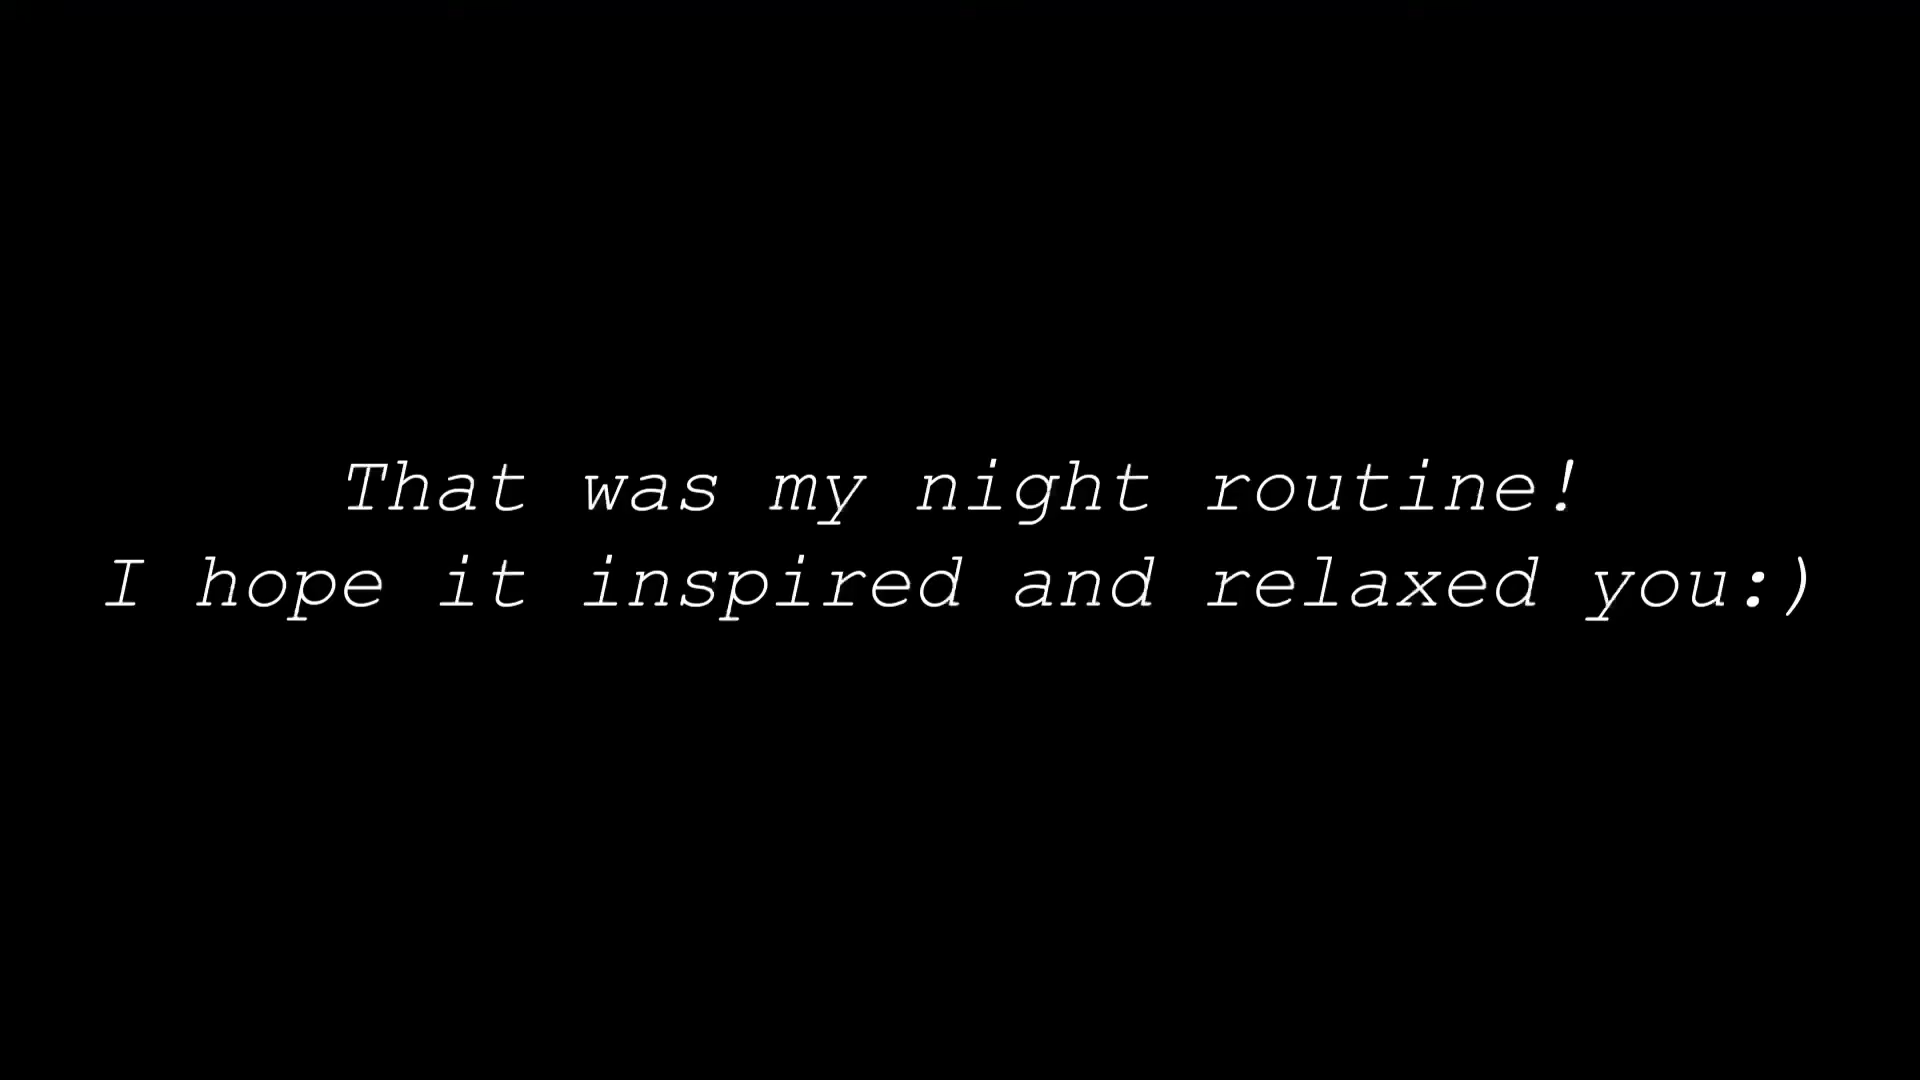 That was my night routine!
I hope it inspired and relaxed you:)